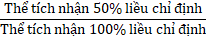 Thể tích nhận 50% liều chỉ định
Thể tích nhận 100% liều chỉ định